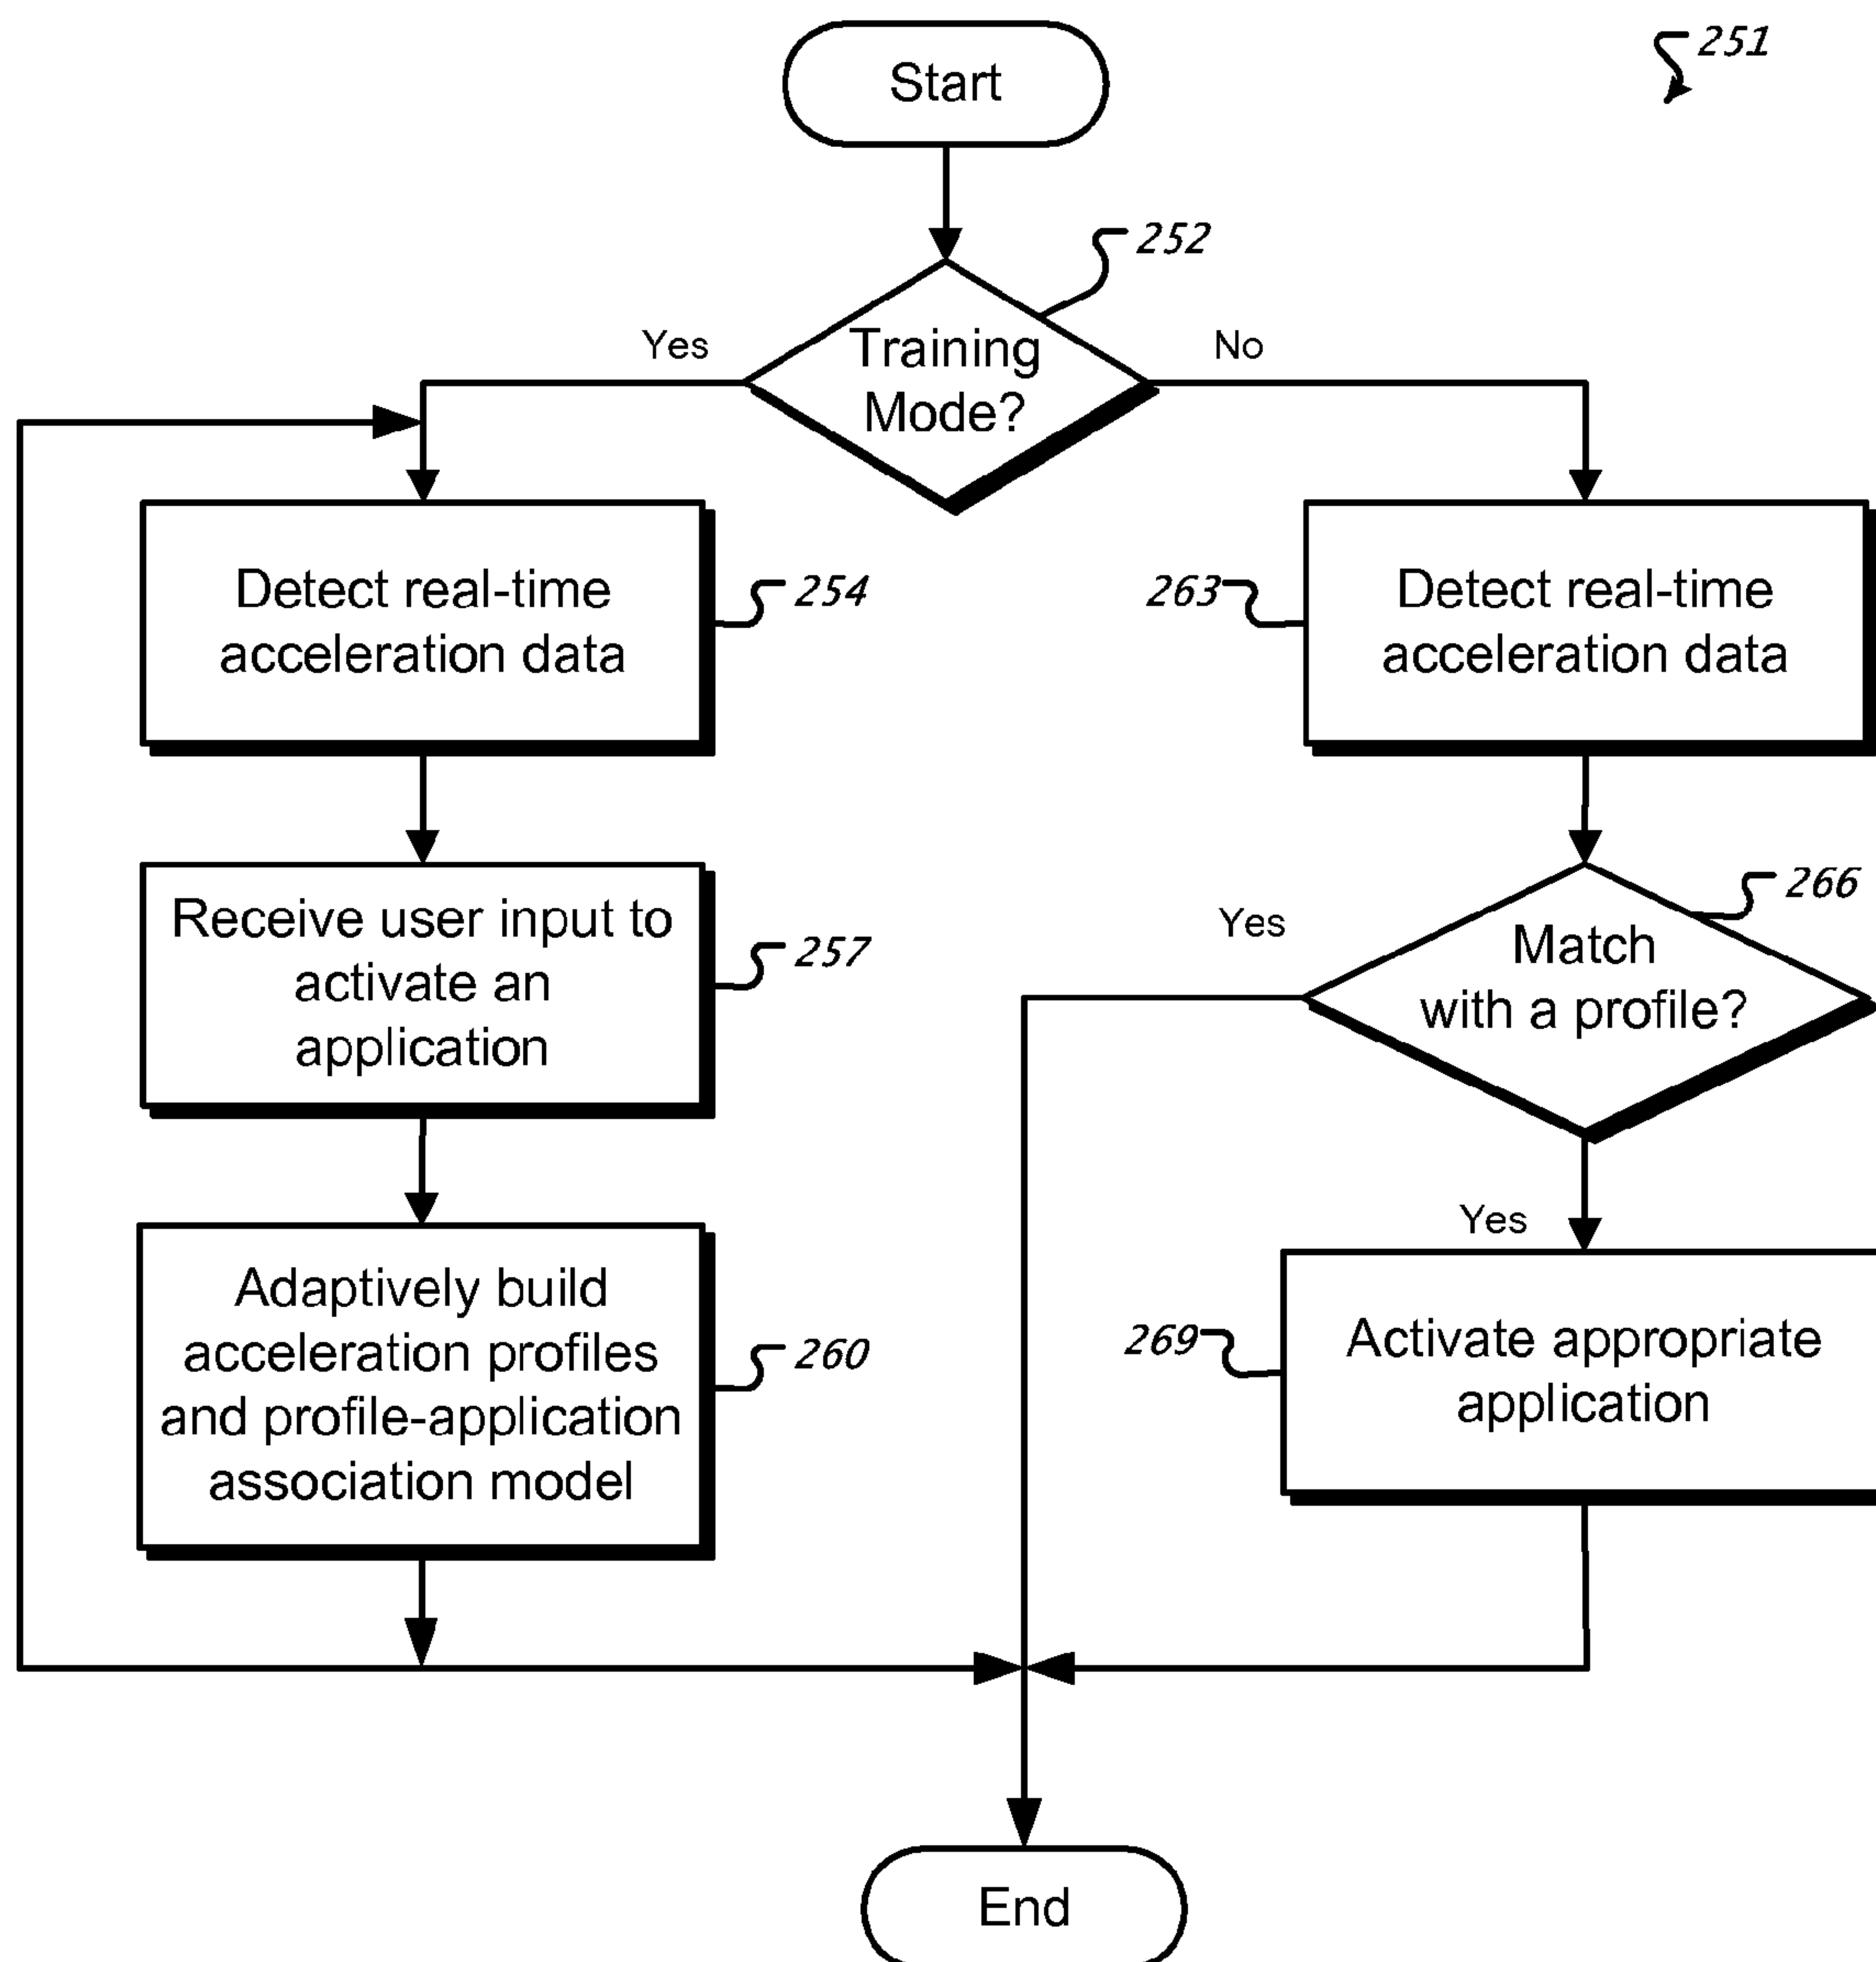 Start
251
252
Yes
Training
Mode?
No
Detect real-time
acceleration data
254
263
Detect real-time
acceleration data
Receive user input to
activate an
application
257
Yes
Match
with a profile?
266
Yes
Adaptively build
acceleration profiles
and profile-application
association model
260
269
Activate appropriate
application
End